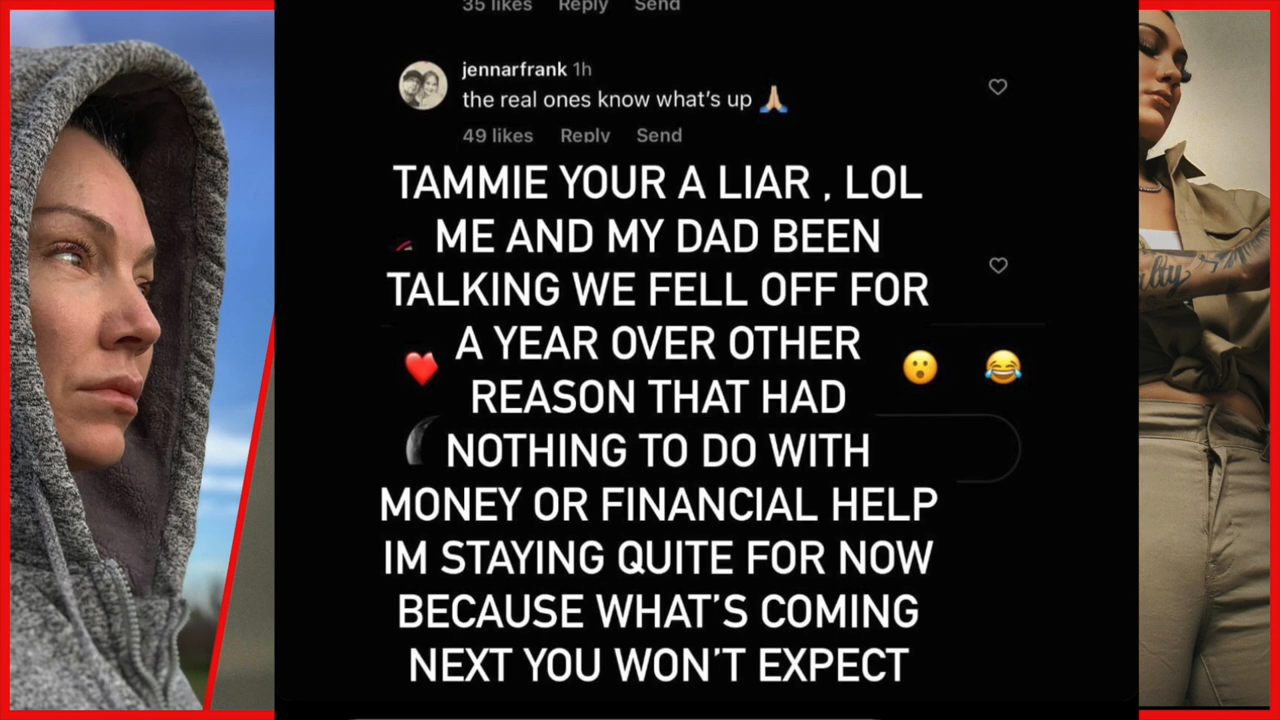 35 likes Reply Send
jennarfrank 1h
the real ones know what's up 🙏🏼
49 likes Reply Send
TAMMIE YOUR A LIAR , LOL
ME AND MY DAD BEEN
TALKING WE FELL OFF FOR
A YEAR OVER OTHER
REASON THAT HAD
NOTHING TO DO WITH
MONEY OR FINANCIAL HELP
IM STAYING QUITE FOR NOW
BECAUSE WHAT'S COMING
NEXT YOU WON'T EXPECT